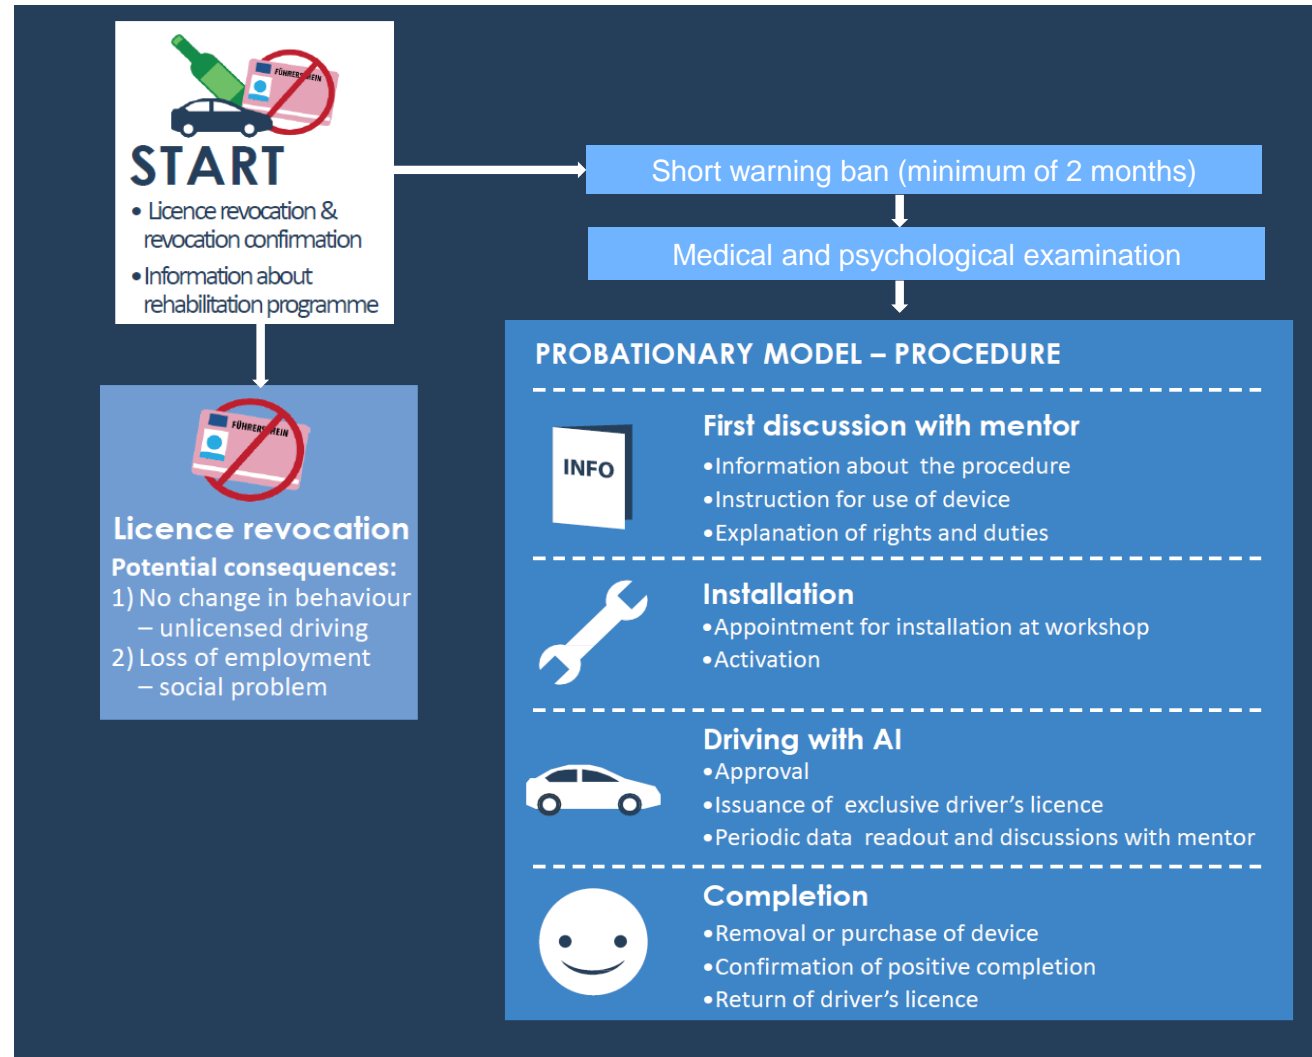 FÜHRERSCHEIN
START
• Licence revocation &
revocation confirmation
• Information about
rehabilitation programme
Short warning ban (minimum of 2 months)
Medical and psychological examination
FÜHRERSCHEIN
Licence revocation
Potential consequences:
1) No change in behaviour
– unlicensed driving
2) Loss of employment
– social problem
PROBATIONARY MODEL – PROCEDURE
INFO
First discussion with mentor
•Information about the procedure
•Instruction for use of device
•Explanation of rights and duties
Installation
•Appointment for installation at workshop
•Activation
Driving with AI
•Approval
•Issuance of exclusive driver’s licence
•Periodic data readout and discussions with mentor
Completion
•Removal or purchase of device
•Confirmation of positive completion
•Return of driver’s licence